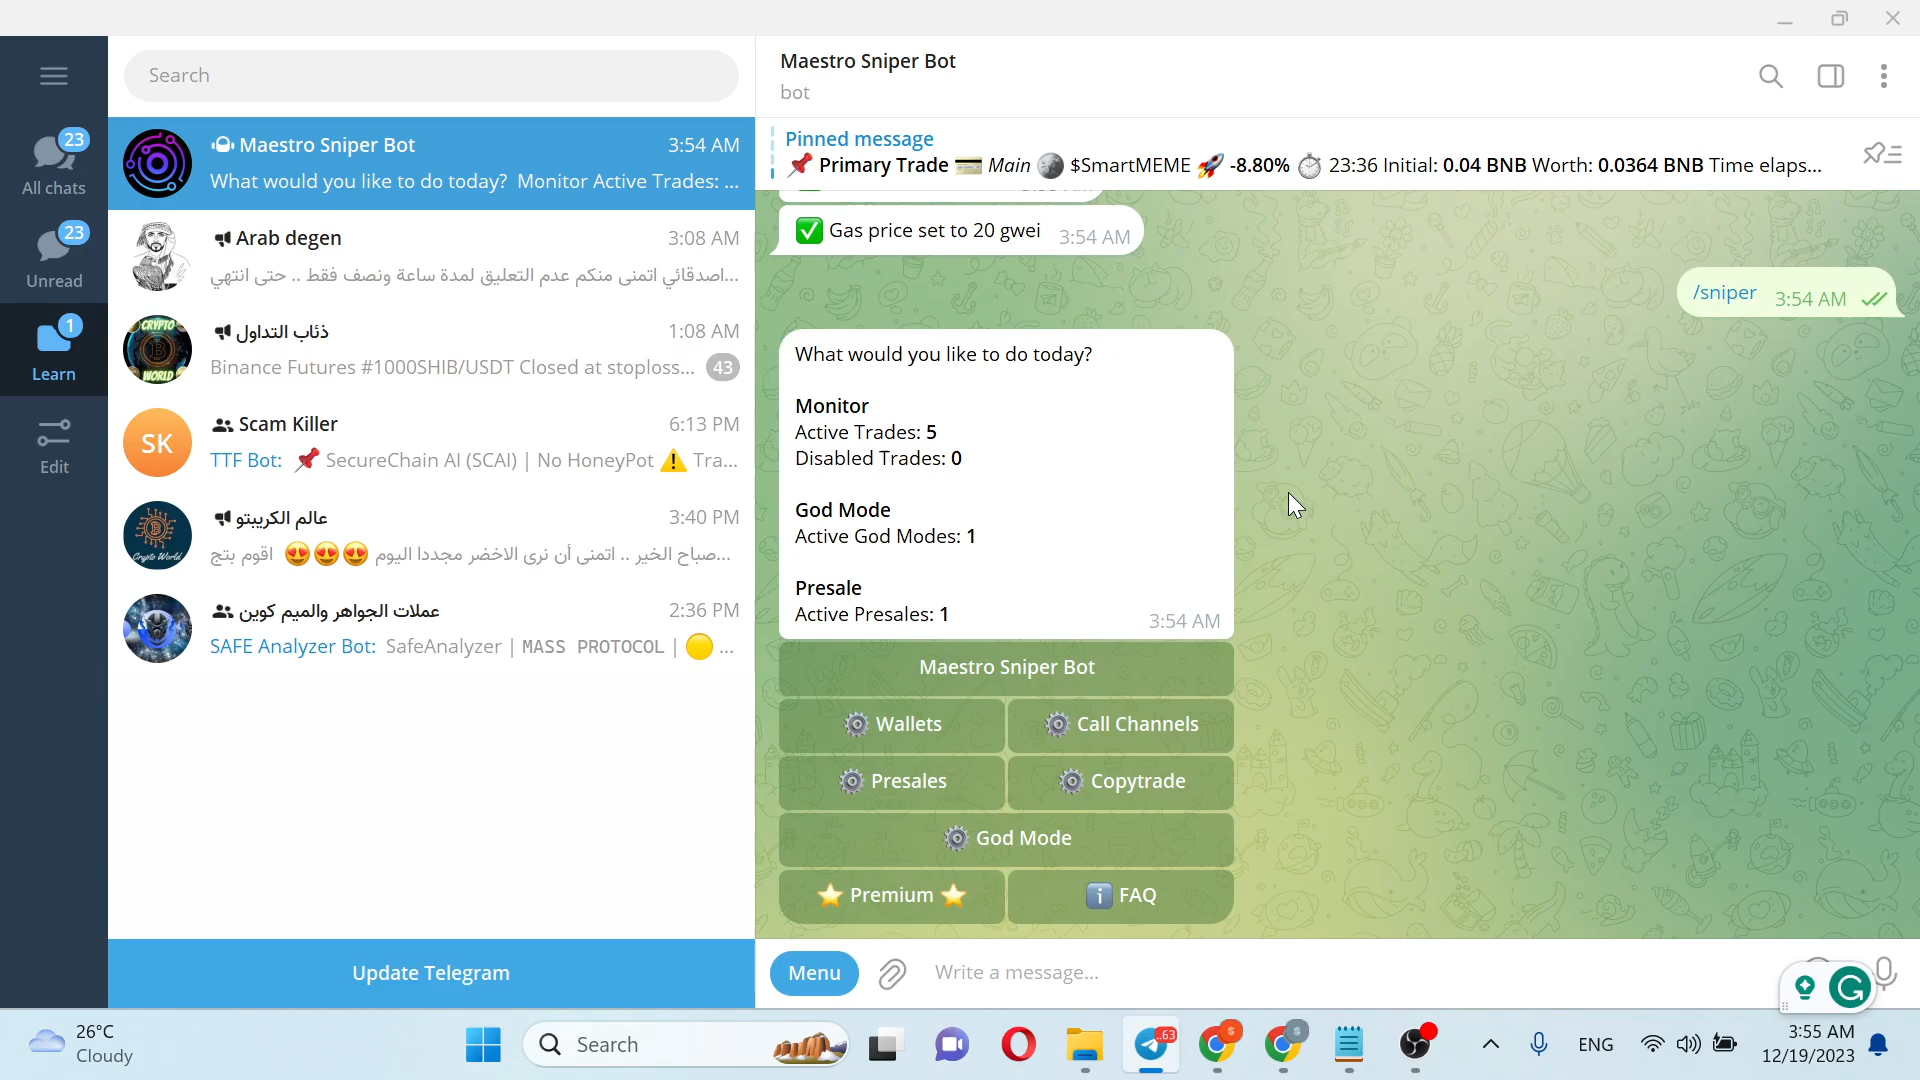 Search
23
All chats
23
Unread
1
Learn
Edit
Maestro Sniper Bot 3:54 AM
What would you like to do today? Monitor Active Trades: ...
Arab degen 3:08 AM
اصدقائي اتمنى منكم عدم التعليق لمدة ساعة ونصف فقط .. حتى انتهي...
CRYPTO WORLD
ذئاب التداول 1:08 AM
Binance Futures #1000SHIB/USDT Closed at stoploss... 43
SK
Scam Killer 6:13 PM
TTF Bot: 📌 SecureChain AI (SCAI) | No HoneyPot ⚠️ Tra...
Crypto World
عالم الكريبتو 3:40 PM
صباح الخير .. اتمنى أن نرى الاخضر مجددا اليوم 😍😍😍 اقوم بتج...
عملات الجواهر والميم كوين 2:36 PM
SAFE Analyzer Bot: SafeAnalyzer | MASS PROTOCOL | 🟡 ...
Update Telegram
Maestro Sniper Bot
bot
Pinned message
📌 Primary Trade 💳 Main 🌚 $SmartMEME 🚀 -8.80% ⏱ 23:36 Initial: 0.04 BNB Worth: 0.0364 BNB Time elaps...
✅ Gas price set to 20 gwei 3:54 AM
/sniper 3:54 AM
What would you like to do today?
Monitor
Active Trades: 5
Disabled Trades: 0
God Mode
Active God Modes: 1
Presale
Active Presales: 1
3:54 AM
Maestro Sniper Bot
⚙️ Wallets ⚙️ Call Channels
⚙️ Presales ⚙️ Copytrade
⚙️ God Mode
⭐ Premium ⭐ ℹ️ FAQ
Menu Write a message...
26°C
Cloudy
Search
..63
S
S
ENG
3:55 AM
12/19/2023